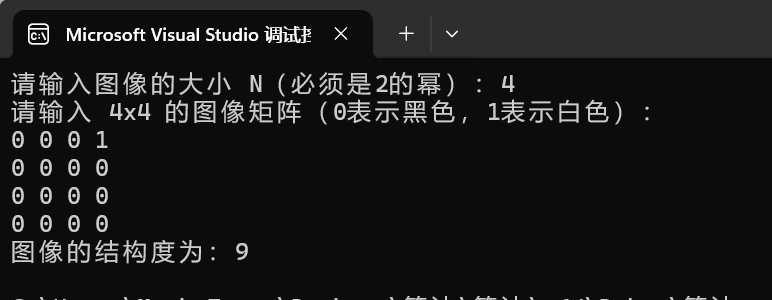 Microsoft Visual Studio 调试
请输入图像的大小 N（必须是2的幂）：4
请输入 4x4 的图像矩阵（0表示黑色，1表示白色）：
0 0 0 1
0 0 0 0
0 0 0 0
0 0 0 0
图像的结构度为：9